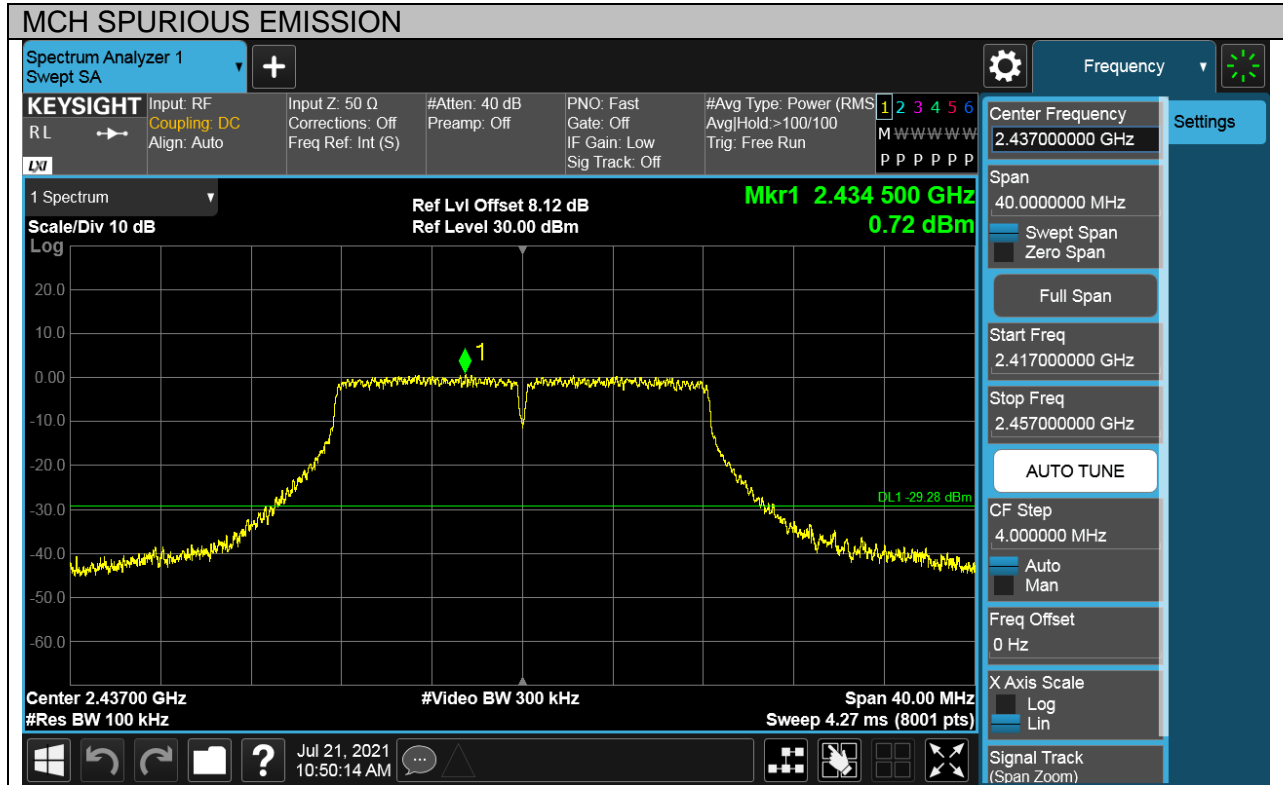 MCH SPURIOUS EMISSION
Spectrum Analyzer 1
Swept SA
Frequency
KEYSIGHT
R L
LXI
Input: RF
Coupling: DC
Align: Auto
Input Z: 50 Ω
Corrections: Off
Freq Ref: Int (S)
#Atten: 40 dB
Preamp: Off
PNO: Fast
Gate: Off
IF Gain: Low
Sig Track: Off
#Avg Type: Power (RMS
Avg|Hold:>100/100
Trig: Free Run
1 2 3 4 5 6
M W W W W W
P P P P P P
1 Spectrum
Scale/Div 10 dB
Ref Lvl Offset 8.12 dB
Ref Level 30.00 dBm
Mkr1 2.434 500 GHz
0.72 dBm
Log
20.0
10.0
0.00
-10.0
-20.0
-30.0
-40.0
-50.0
-60.0
1
DL1 -29.28 dBm
Center 2.43700 GHz
#Res BW 100 kHz
#Video BW 300 kHz
Span 40.00 MHz
Sweep 4.27 ms (8001 pts)
Center Frequency
2.437000000 GHz
Settings
Span
40.0000000 MHz
Swept Span
Zero Span
Full Span
Start Freq
2.417000000 GHz
Stop Freq
2.457000000 GHz
AUTO TUNE
CF Step
4.000000 MHz
Auto
Man
Freq Offset
0 Hz
X Axis Scale
Log
Lin
Signal Track
(Span Zoom)
?
Jul 21, 2021
10:50:14 AM